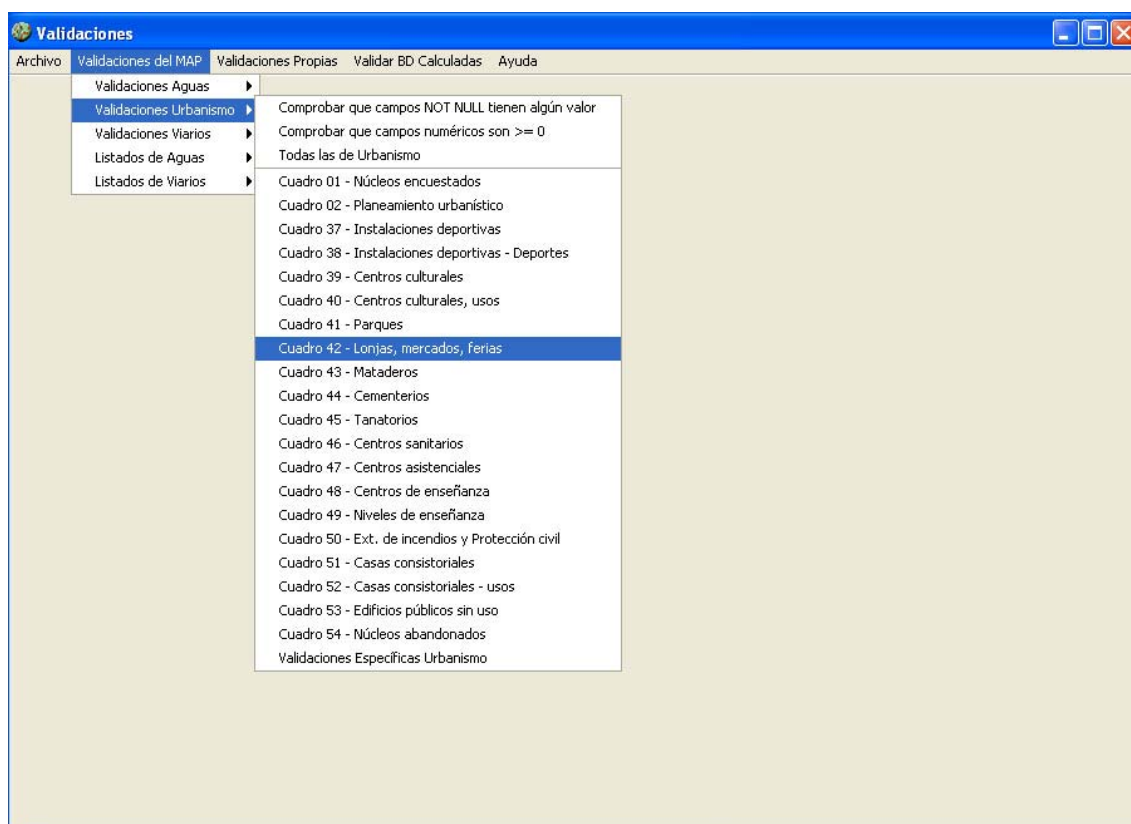 Validaciones
Archivo Validaciones del MAP Validaciones Propias Validar BD Calculadas Ayuda
Validaciones Aguas
Validaciones Urbanismo
Validaciones Viarios
Listados de Aguas
Listados de Viarios
Comprobar que campos NOT NULL tienen algún valor
Comprobar que campos numéricos son >= 0
Todas las de Urbanismo
Cuadro 01 - Núcleos encuestados
Cuadro 02 - Planeamiento urbanístico
Cuadro 37 - Instalaciones deportivas
Cuadro 38 - Instalaciones deportivas - Deportes
Cuadro 39 - Centros culturales
Cuadro 40 - Centros culturales, usos
Cuadro 41 - Parques
Cuadro 42 - Lonjas, mercados, ferias
Cuadro 43 - Mataderos
Cuadro 44 - Cementerios
Cuadro 45 - Tanatorios
Cuadro 46 - Centros sanitarios
Cuadro 47 - Centros asistenciales
Cuadro 48 - Centros de enseñanza
Cuadro 49 - Niveles de enseñanza
Cuadro 50 - Ext. de incendios y Protección civil
Cuadro 51 - Casas consistoriales
Cuadro 52 - Casas consistoriales - usos
Cuadro 53 - Edificios públicos sin uso
Cuadro 54 - Núcleos abandonados
Validaciones Específicas Urbanismo